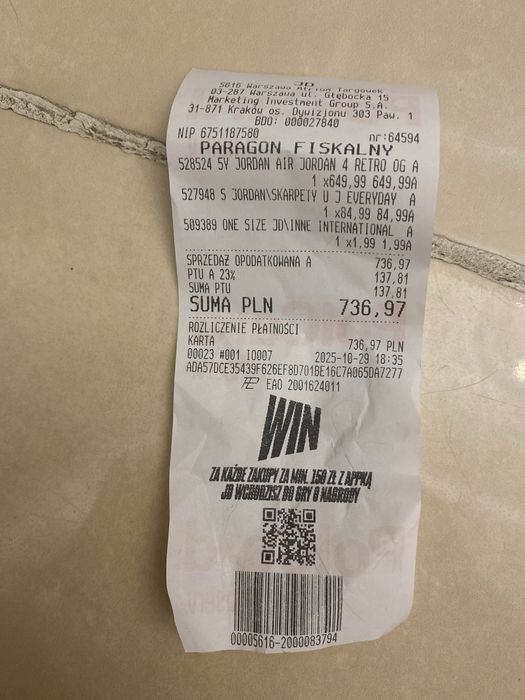 JD
5616 Warszawa Atrium Targówek
03-287 Warszawa ul. Głębocka 15
Marketing Investment Group S.A.
31-871 Kraków os. Dywizjonu 303 Paw. 1
BDO: 000027840
NIP 6751187580 nr:64594
PARAGON FISKALNY
528524 5Y JORDAN AIR JORDAN 4 RETRO OG A
1 x649,99 649,99A
527948 S JORDAN\SKARPETY U J EVERYDAY A
1 x84,99 84,99A
509389 ONE SIZE JD\INNE INTERNATIONAL A
1 x1,99 1,99A
SPRZEDAŻ OPODATKOWANA A 736,97
PTU A 23% 137,81
SUMA PTU 137,81
SUMA PLN 736,97
ROZLICZENIE PŁATNOŚCI
KARTA 736,97 PLN
00023 #001 I0007 2025-10-29 18:35
ADA57DCE35439F626EF8D701BE16C7A065DA7277
EAO 2001624011
WIN
ZA KAŻDE ZAKUPY ZA MIN. 150 ZŁ Z APPKĄ
JD WCHODZISZ DO GRY O NAGRODY
00005616-2000083794